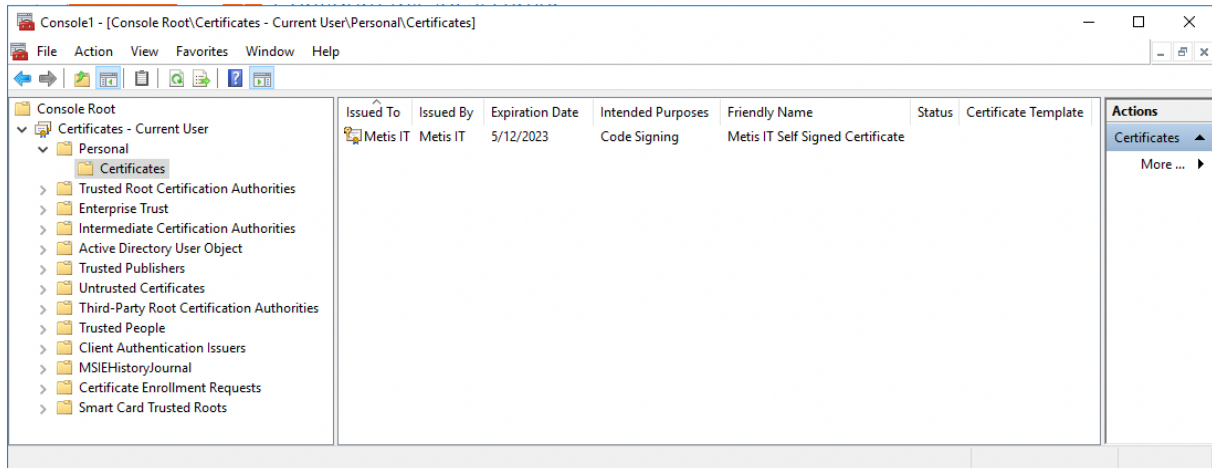 Console1 - [Console Root\Certificates - Current User\Personal\Certificates]
File Action View Favorites Window Help
Console Root
Certificates - Current User
Personal
Certificates
Trusted Root Certification Authorities
Enterprise Trust
Intermediate Certification Authorities
Active Directory User Object
Trusted Publishers
Untrusted Certificates
Third-Party Root Certification Authorities
Trusted People
Client Authentication Issuers
MSIEHistoryJournal
Certificate Enrollment Requests
Smart Card Trusted Roots
Issued To Issued By Expiration Date Intended Purposes Friendly Name Status Certificate Template
Metis IT Metis IT 5/12/2023 Code Signing Metis IT Self Signed Certificate
Actions
Certificates
More ...